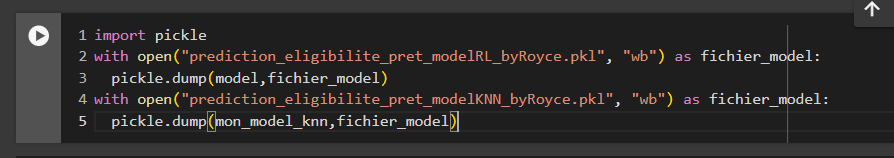 1 import pickle
2 with open("prediction_eligibilite_pret_modelRL_byRoyce.pkl", "wb") as fichier_model:
3   pickle.dump(model,fichier_model)
4 with open("prediction_eligibilite_pret_modelKNN_byRoyce.pkl", "wb") as fichier_model:
5   pickle.dump(mon_model_knn,fichier_model)